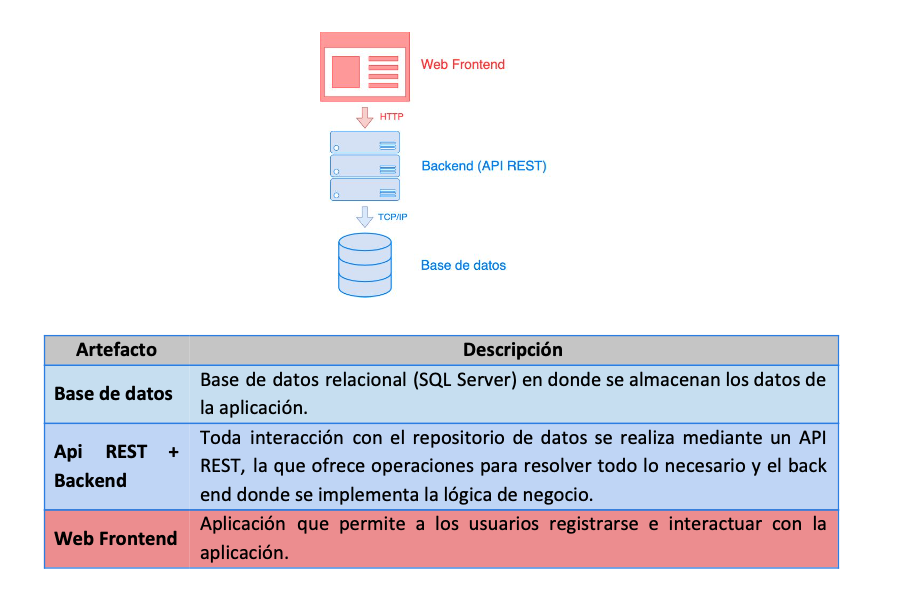 Web Frontend
HTTP
Backend (API REST)
TCP/IP
Base de datos
Artefacto
Descripción
Base de datos
Base de datos relacional (SQL Server) en donde se almacenan los datos de
la aplicación.
Api REST +
Backend
Toda interacción con el repositorio de datos se realiza mediante un API
REST, la que ofrece operaciones para resolver todo lo necesario y el back
end donde se implementa la lógica de negocio.
Web Frontend
Aplicación que permite a los usuarios registrarse e interactuar con la
aplicación.